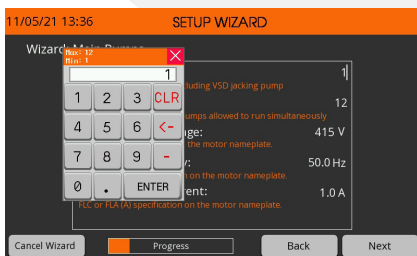 11/05/21 13:36 SETUP WIZARD
Wizard: Main Pumps
Max: 12
Min: 1
1
1
cluding VSD jacking pump
1 2 3 CLR
12
umps allowed to run simultaneously
4 5 6 <-
ge: 415 V
the motor nameplate.
7 8 9 -
y: 50.0 Hz
n on the motor nameplate.
0 . ENTER
ent: 1.0 A
FLC or FLA (A) specification on the motor nameplate.
Cancel Wizard Progress Back Next